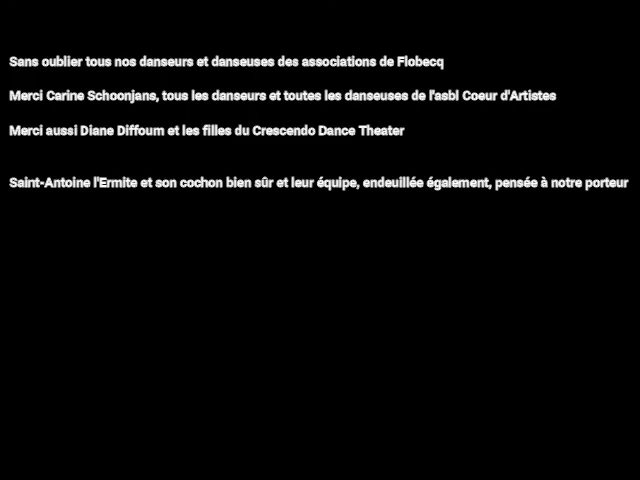 Sans oublier tous nos danseurs et danseuses des associations de Flobecq
Merci Carine Schoonjans, tous les danseurs et toutes les danseuses de l'asbl Coeur d'Artistes
Merci aussi Diane Diffoum et les filles du Crescendo Dance Theater
Saint-Antoine l'Ermite et son cochon bien sûr et leur équipe, endeuillée également, pensée à notre porteur